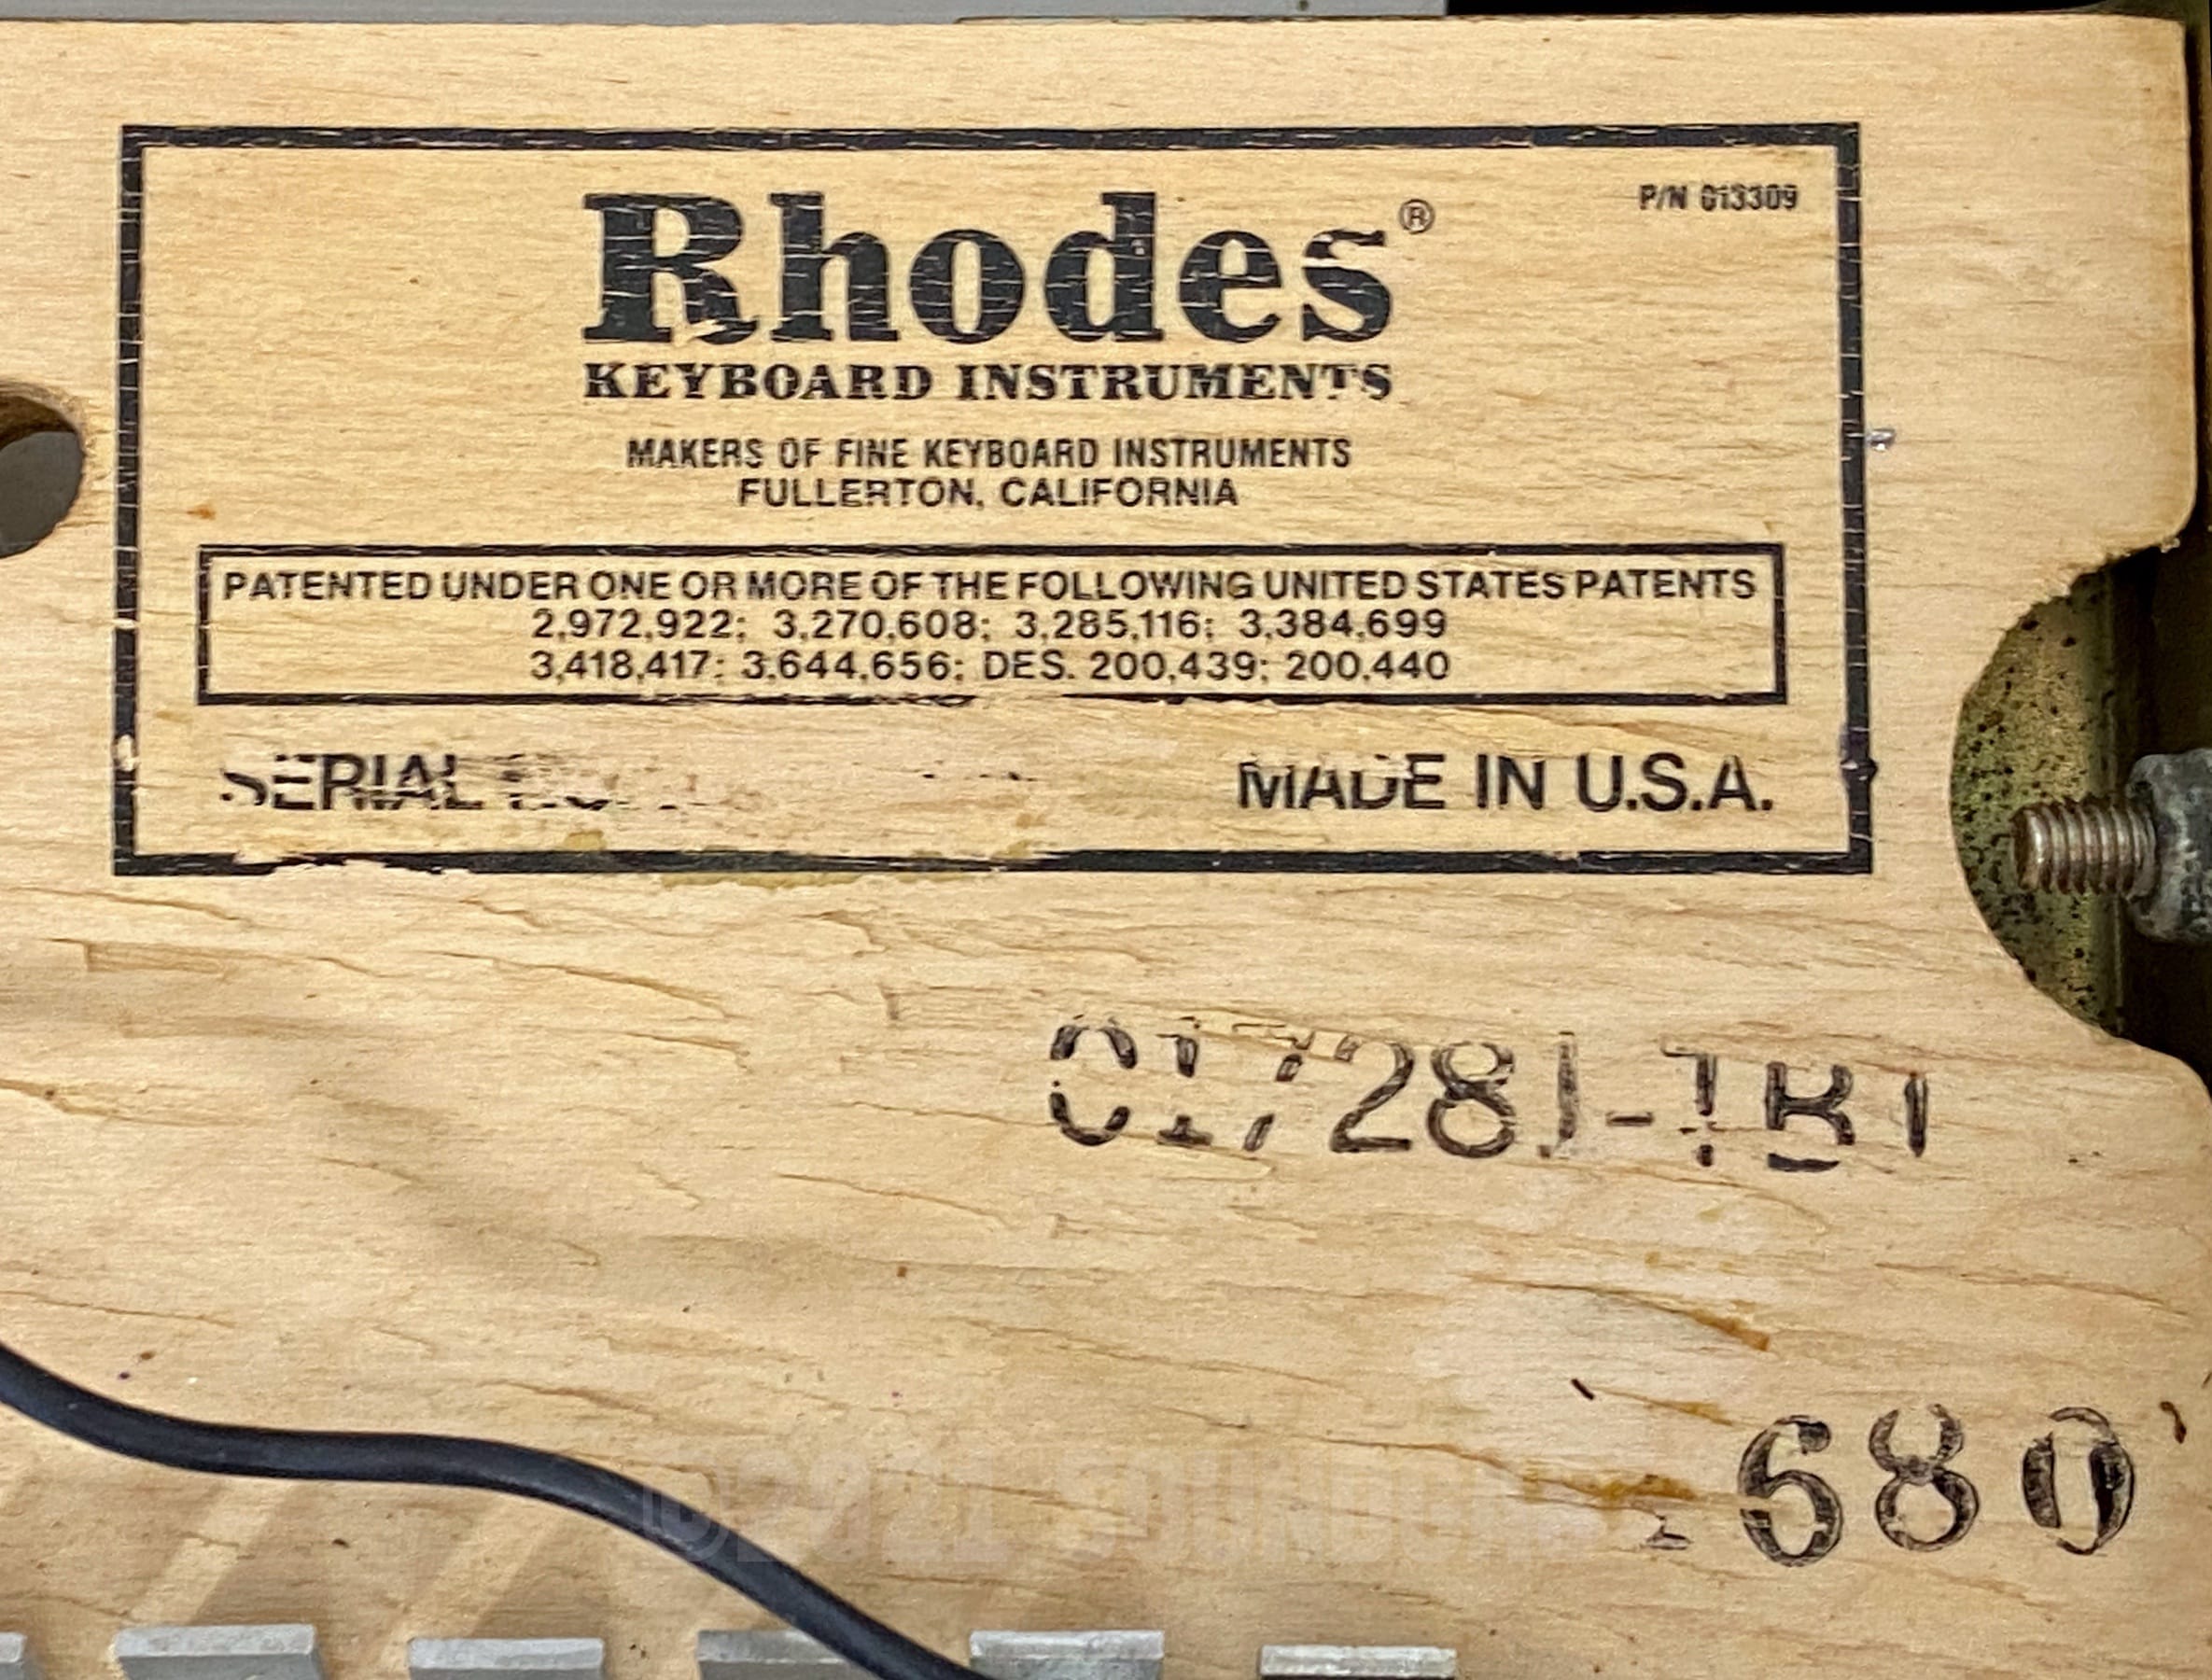 Rhodes®
P/N 013309
KEYBOARD INSTRUMENTS
MAKERS OF FINE KEYBOARD INSTRUMENTS
FULLERTON, CALIFORNIA
PATENTED UNDER ONE OR MORE OF THE FOLLOWING UNITED STATES PATENTS
2,972,922; 3,270,608; 3,285,116; 3,384,699
3,418,417; 3,644,656; DES. 200,439; 200,440
SERIAL
MADE IN U.S.A.
680